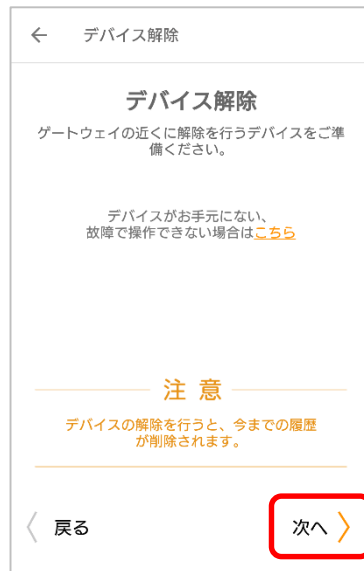 ← デバイス解除
デバイス解除
ゲートウェイの近くに解除を行うデバイスをご準
備ください。
デバイスがお手元にない、
故障で操作できない場合はこちら
注 意
デバイスの解除を行うと、今までの履歴
が削除されます。
戻る
次へ